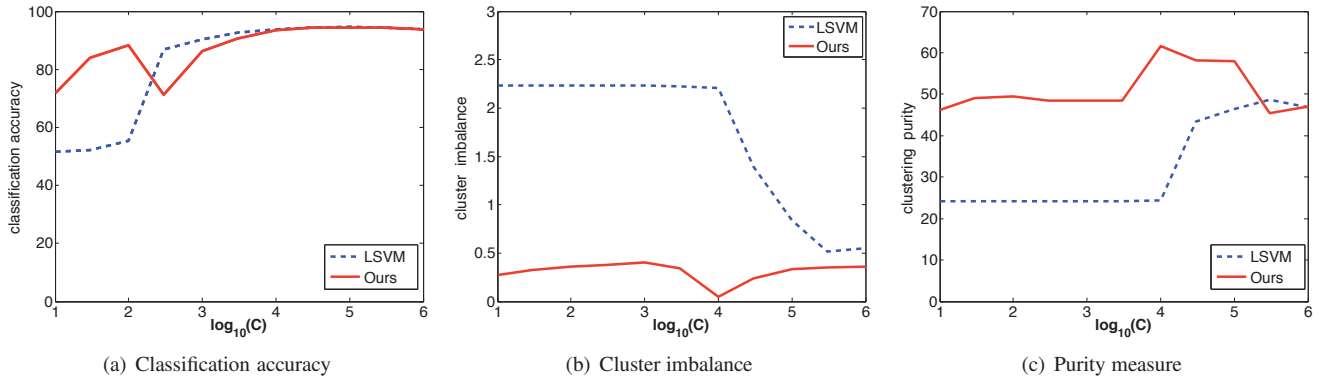 100
80
60
40
20
0
classification accuracy
LSVM
Ours
1 2 3 4 5 6
log10(C)
(a) Classification accuracy
3
2.5
2
1.5
1
0.5
0
cluster imbalance
LSVM
Ours
1 2 3 4 5 6
log10(C)
(b) Cluster imbalance
70
60
50
40
30
20
10
0
clustering purity
LSVM
Ours
1 2 3 4 5 6
log10(C)
(c) Purity measure